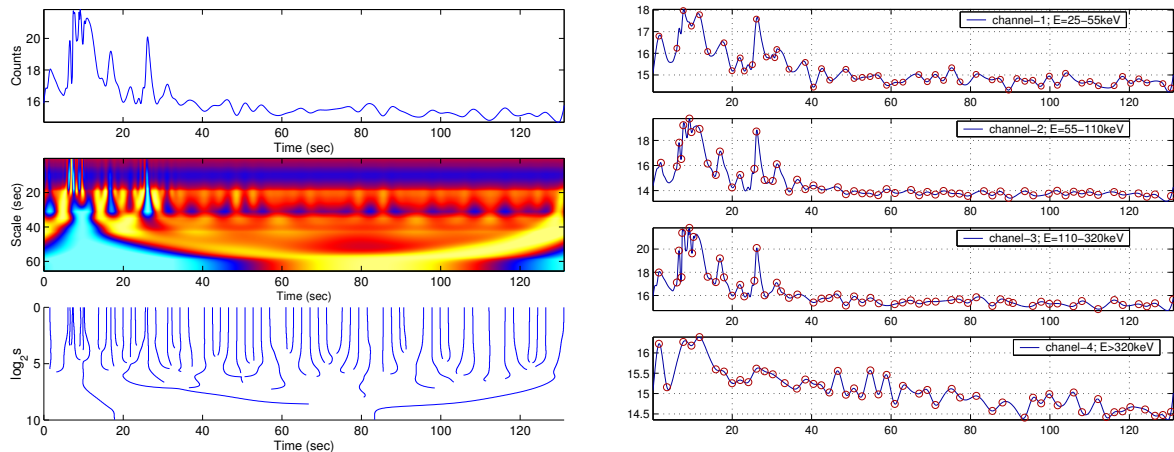 Counts
20
18
16
20 40 60 80 100 120
Time (sec)
Scale (sec)
20
40
60
20 40 60 80 100 120
Time (sec)
log2s
0
5
10
0 20 40 60 80 100 120
Time (sec)
channel-1; E=25-55keV
18
17
16
15
20 40 60 80 100 120
channel-2; E=55-110keV
18
16
14
20 40 60 80 100 120
channel-3; E=110-320keV
20
18
16
20 40 60 80 100 120
channel-4; E>320keV
16
15.5
15
14.5
20 40 60 80 100 120